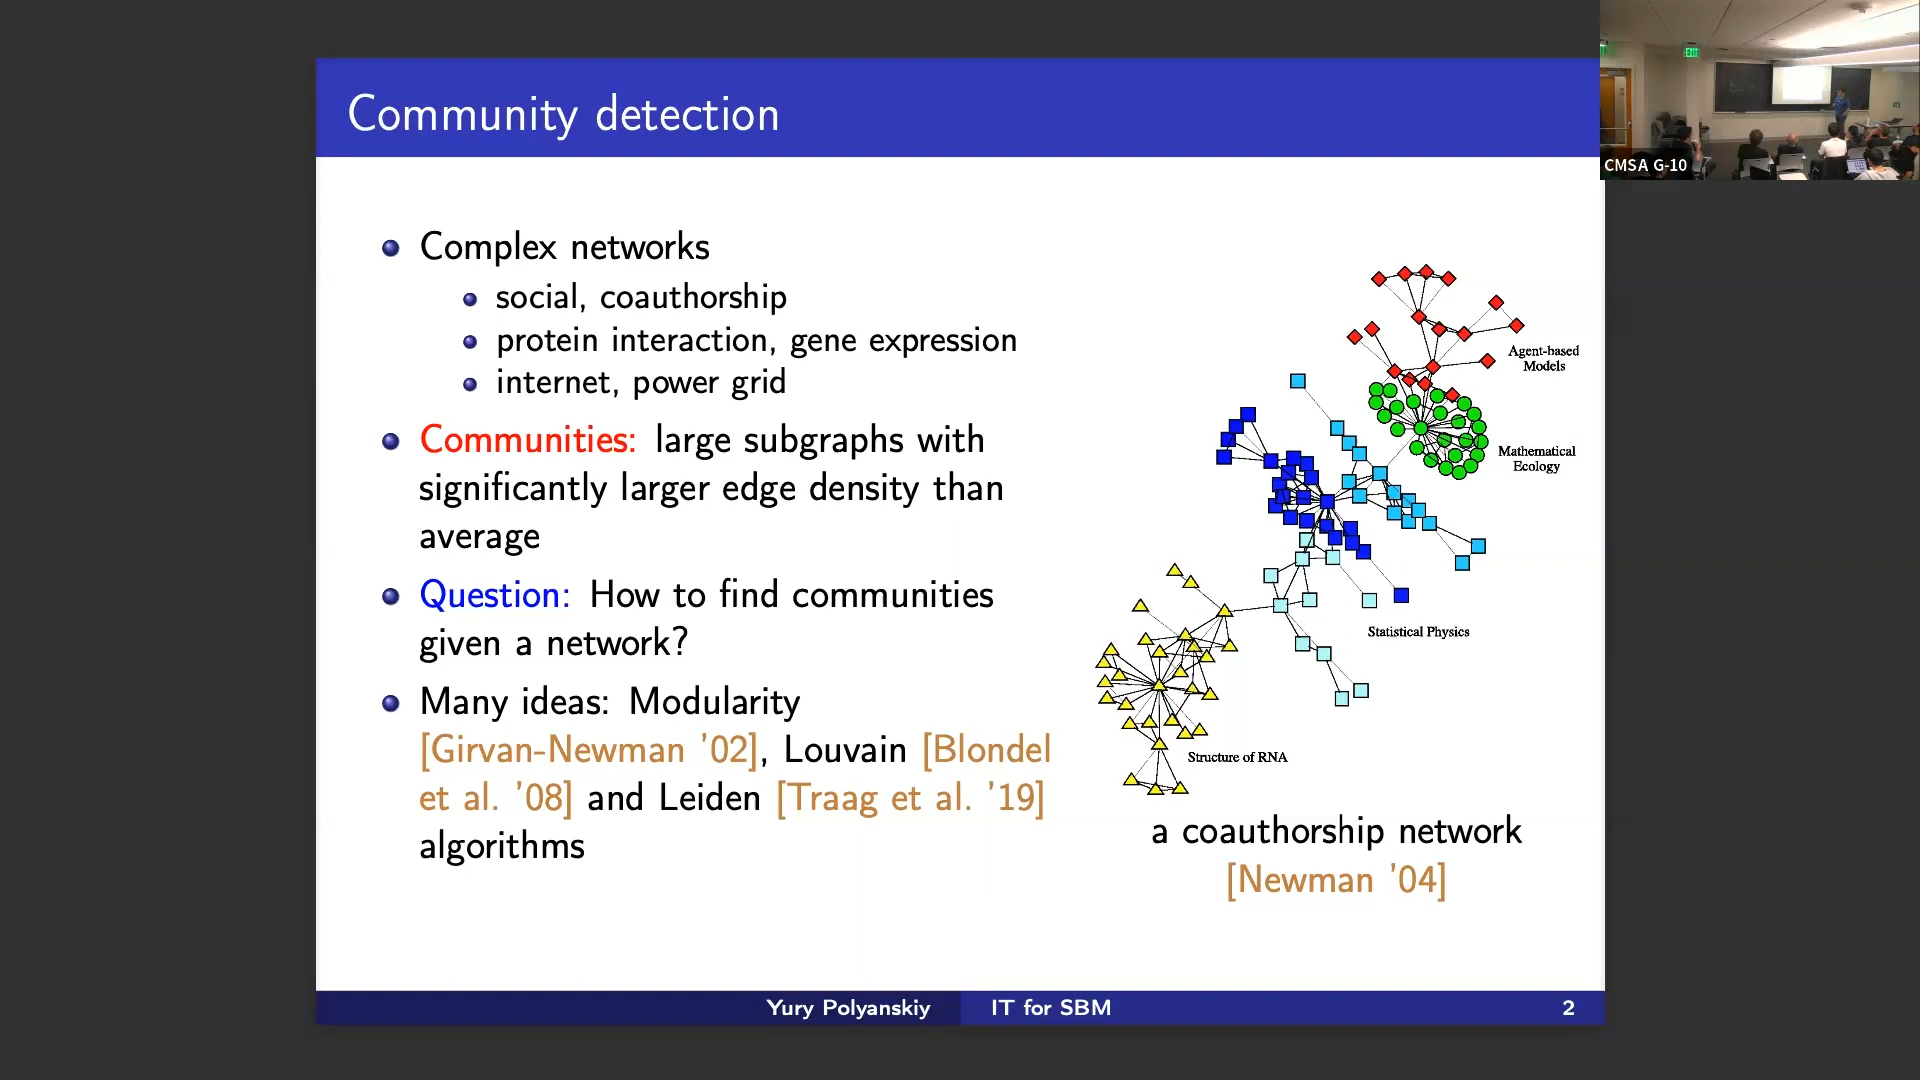 Community detection
CMSA G-10
Complex networks
social, coauthorship
protein interaction, gene expression
internet, power grid
Communities: large subgraphs with
significantly larger edge density than
average
Question: How to find communities
given a network?
Many ideas: Modularity
[Girvan-Newman '02], Louvain [Blondel
et al. '08] and Leiden [Traag et al. '19]
algorithms
Agent-based
Models
Mathematical
Ecology
Statistical Physics
Structure of RNA
a coauthorship network
[Newman '04]
Yury Polyanskiy
IT for SBM
2